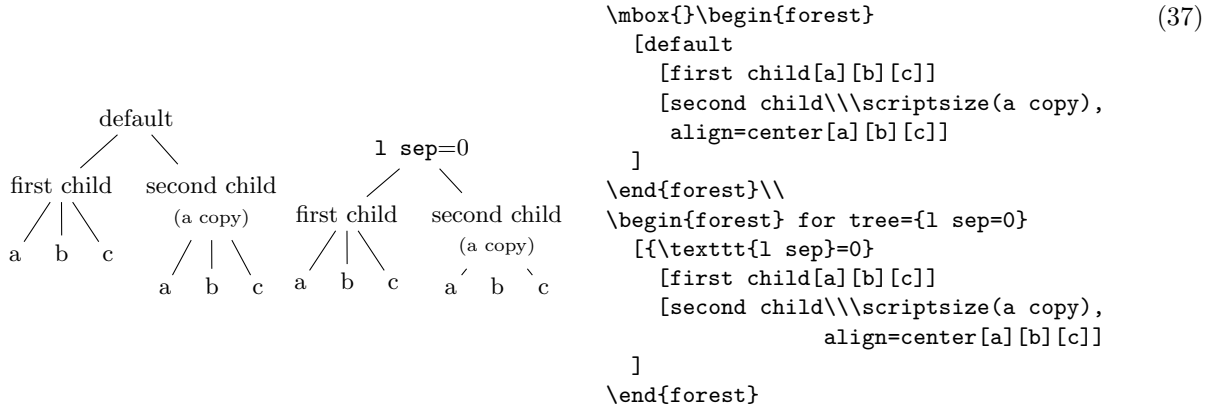 default
first child second child
(a copy)
a b c
a b c
l sep=0
first child second child
(a copy)
a b c
a b c
\mbox{}\begin{forest} (37)
  [default
    [first child[a][b][c]]
    [second child\\\scriptsize(a copy),
     align=center[a][b][c]]
  ]
\end{forest}\\
\begin{forest} for tree={l sep=0}
  [{\texttt{l sep}=0}
    [first child[a][b][c]]
    [second child\\\scriptsize(a copy),
                align=center[a][b][c]]
  ]
\end{forest}